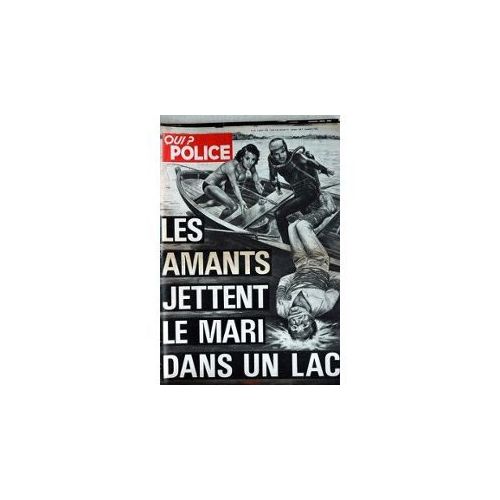 QUI?
POLICE
LES
AMANTS
JETTENT
LE MARI
DANS UN LAC